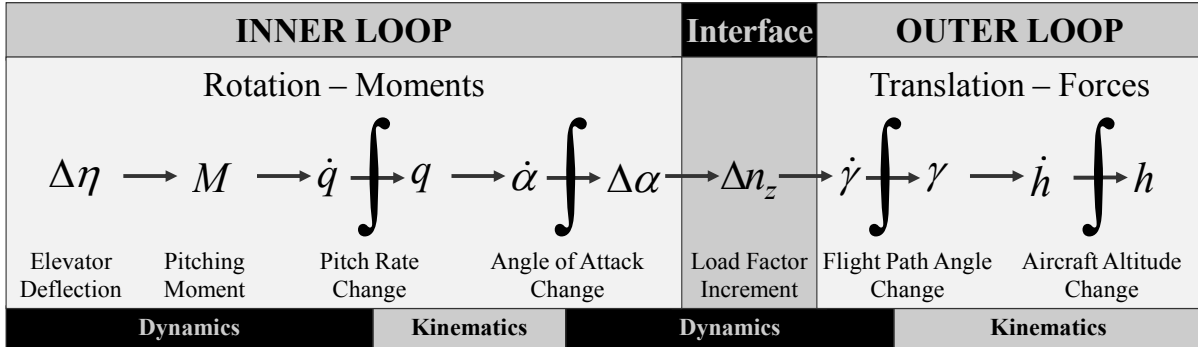 INNER LOOP Interface OUTER LOOP
Rotation – Moments Translation – Forces
Δη → M → q̇ ∫→ q → α̇ ∫→ Δα → Δn_z → γ̇ ∫→ γ → ḣ ∫→ h
Elevator Pitching Pitch Rate Angle of Attack Load Factor Flight Path Angle Aircraft Altitude
Deflection Moment Change Change Increment Change Change
Dynamics Kinematics Dynamics Kinematics